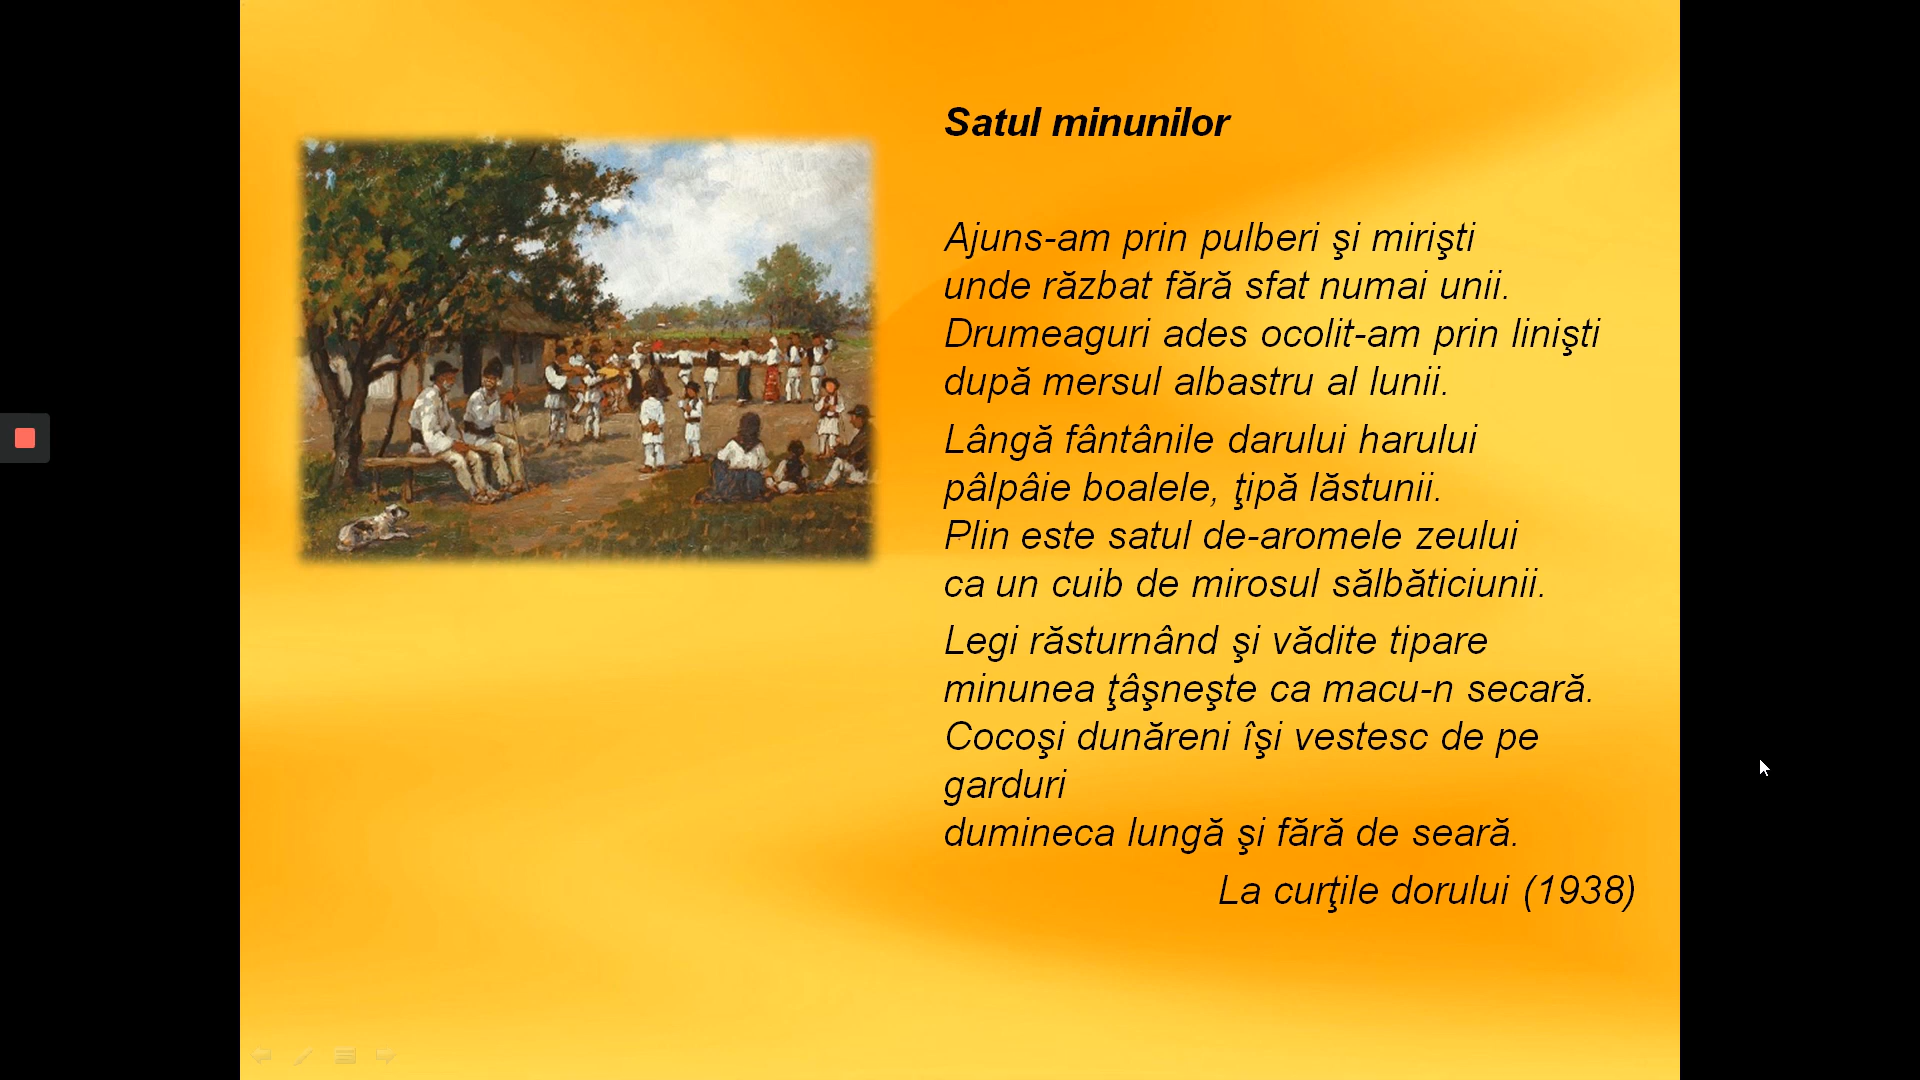 Satul minunilor
Ajuns-am prin pulberi şi mirişti
unde răzbat fără sfat numai unii.
Drumeaguri ades ocolit-am prin linişti
după mersul albastru al lunii.
Lângă fântânile darului harului
pâlpâie boalele, ţipă lăstunii.
Plin este satul de-aromele zeului
ca un cuib de mirosul sălbăticiunii.
Legi răsturnând şi vădite tipare
minunea ţâşneşte ca macu-n secară.
Cocoşi dunăreni îşi vestesc de pe
garduri
dumineca lungă şi fără de seară.
La curţile dorului (1938)